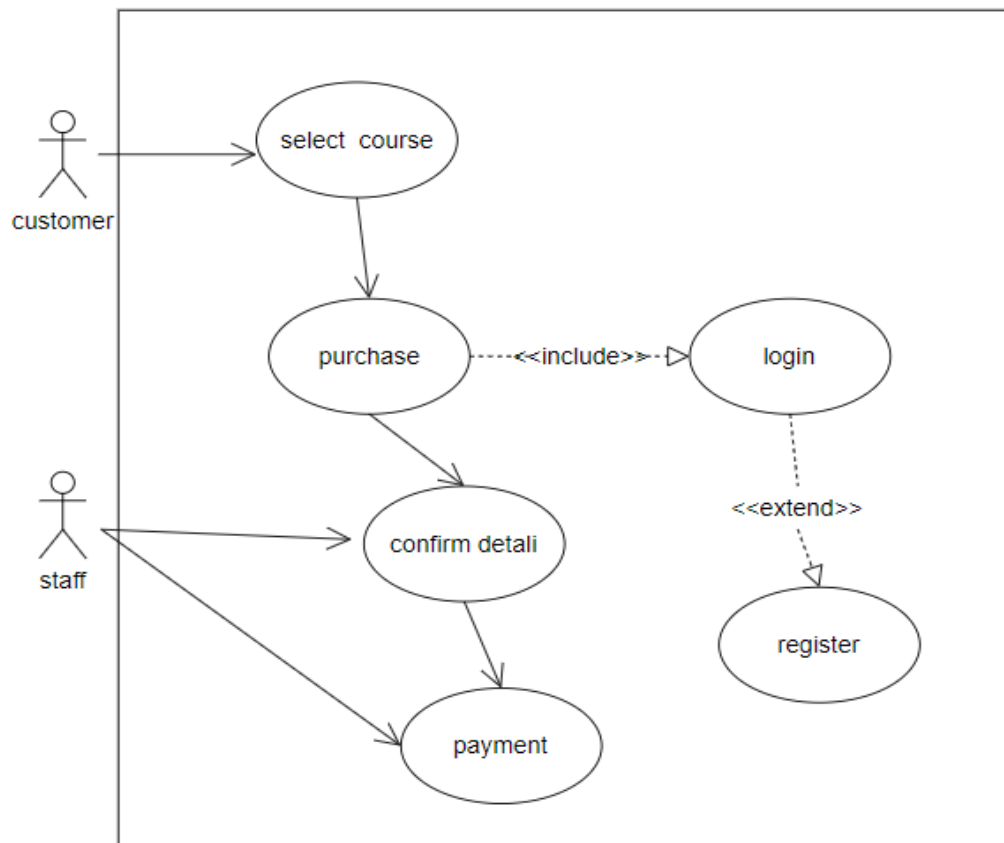 select  course
customer
purchase
<<include>>
login
<<extend>>
staff
confirm detali
register
payment